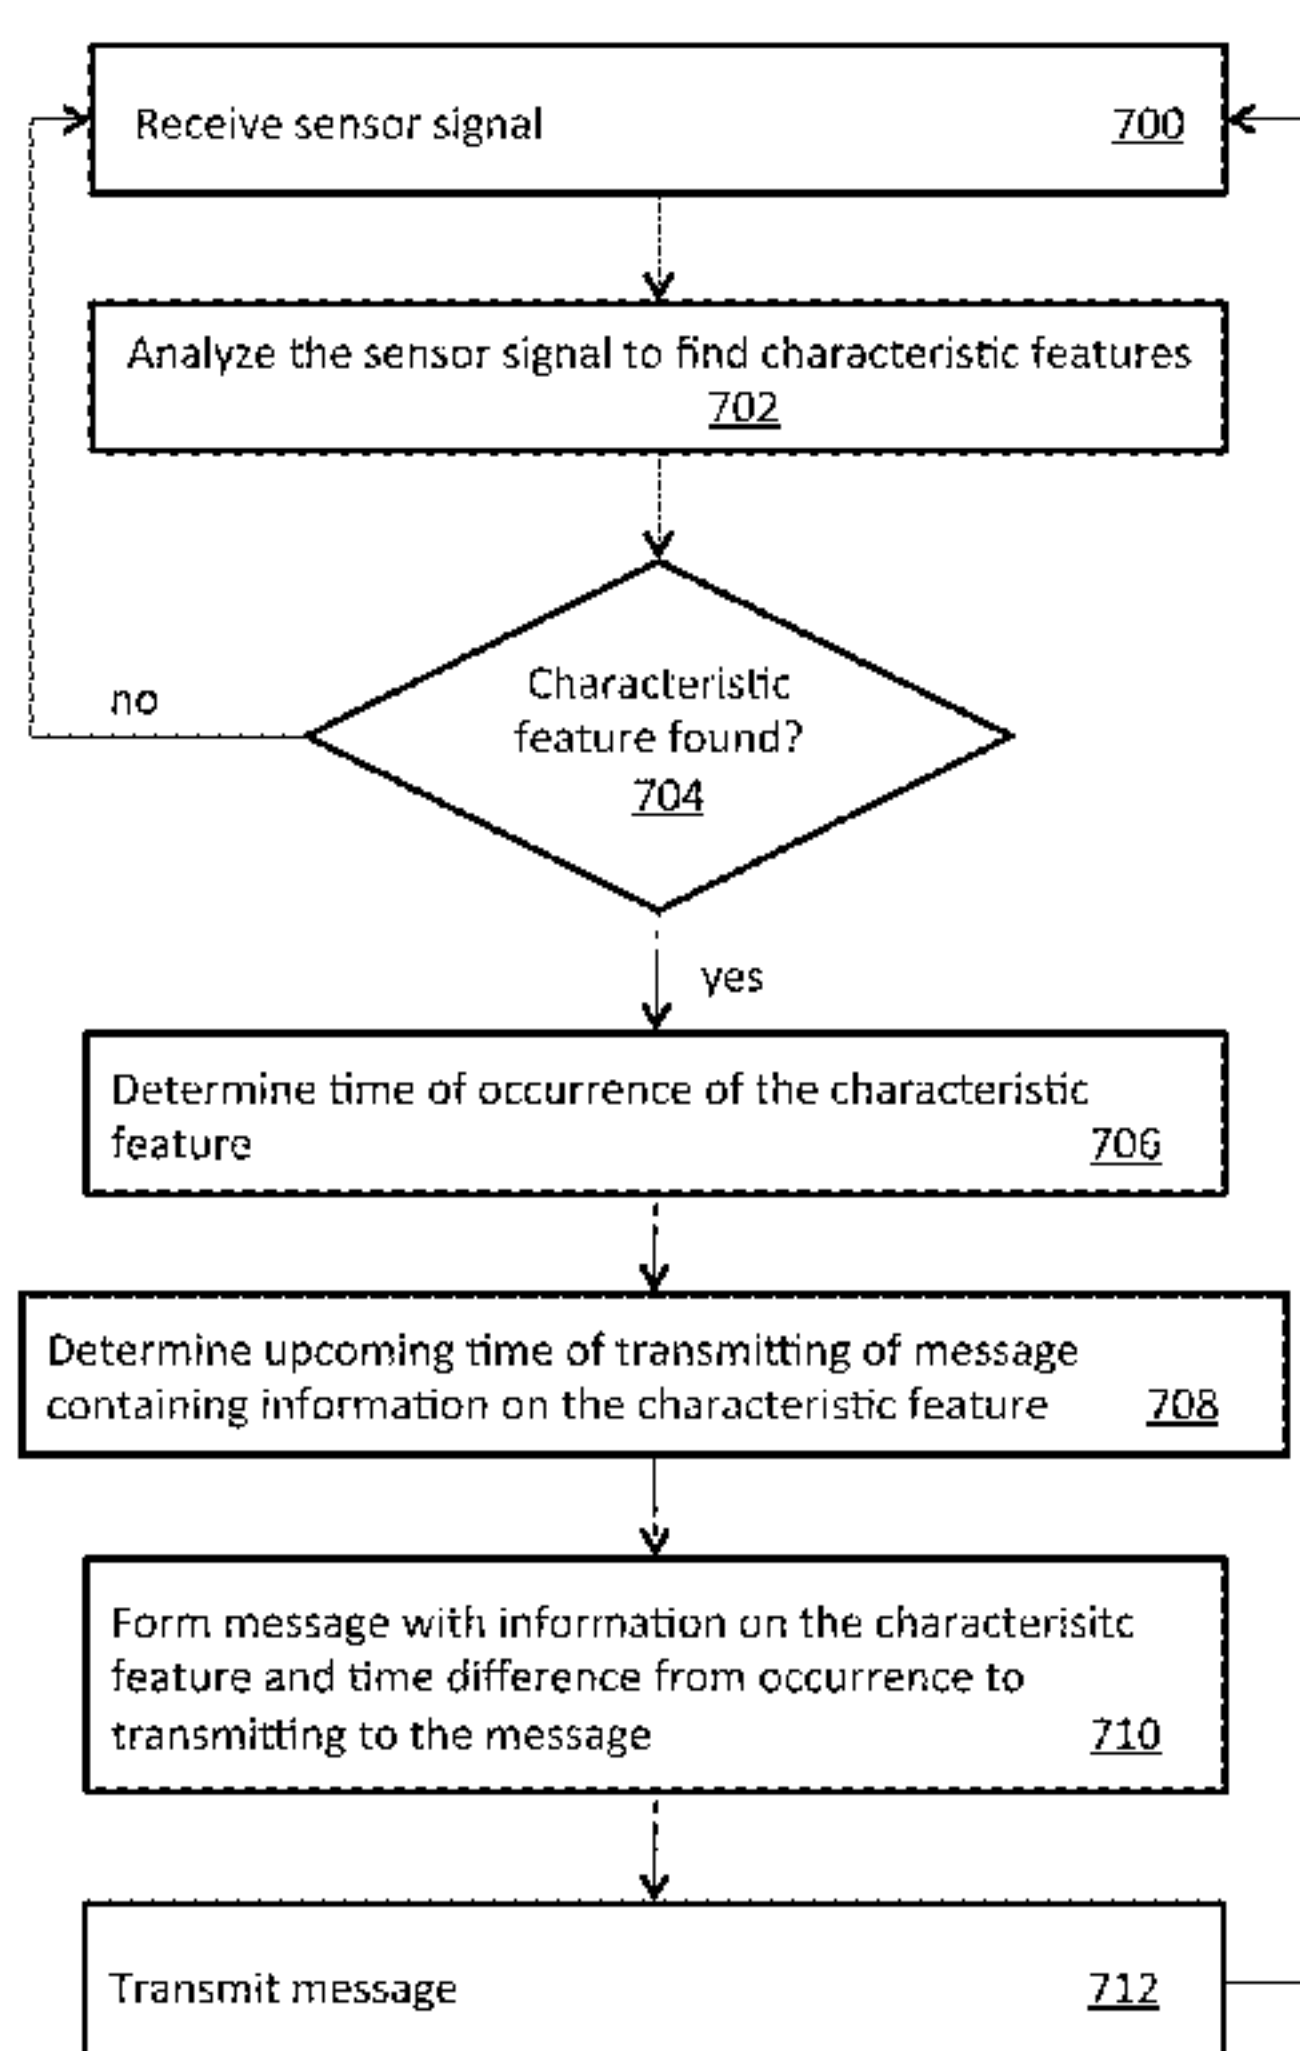 Receive sensor signal 700
Analyze the sensor signal to find characteristic features
702
Characteristic
feature found?
704
no
yes
Determine time of occurrence of the characteristic
feature 706
Determine upcoming time of transmitting of message
containing information on the characteristic feature 708
Form message with information on the characterisitc
feature and time difference from occurrence to
transmitting to the message 710
Transmit message 712